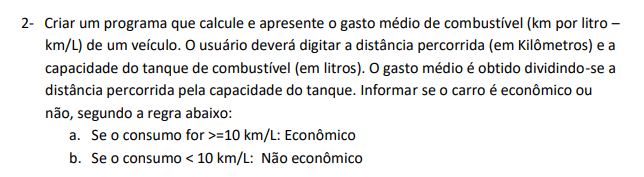 2- Criar um programa que calcule e apresente o gasto médio de combustível (km por litro –
km/L) de um veículo. O usuário deverá digitar a distância percorrida (em Kilômetros) e a
capacidade do tanque de combustível (em litros). O gasto médio é obtido dividindo-se a
distância percorrida pela capacidade do tanque. Informar se o carro é econômico ou
não, segundo a regra abaixo:
a. Se o consumo for >=10 km/L: Econômico
b. Se o consumo < 10 km/L: Não econômico